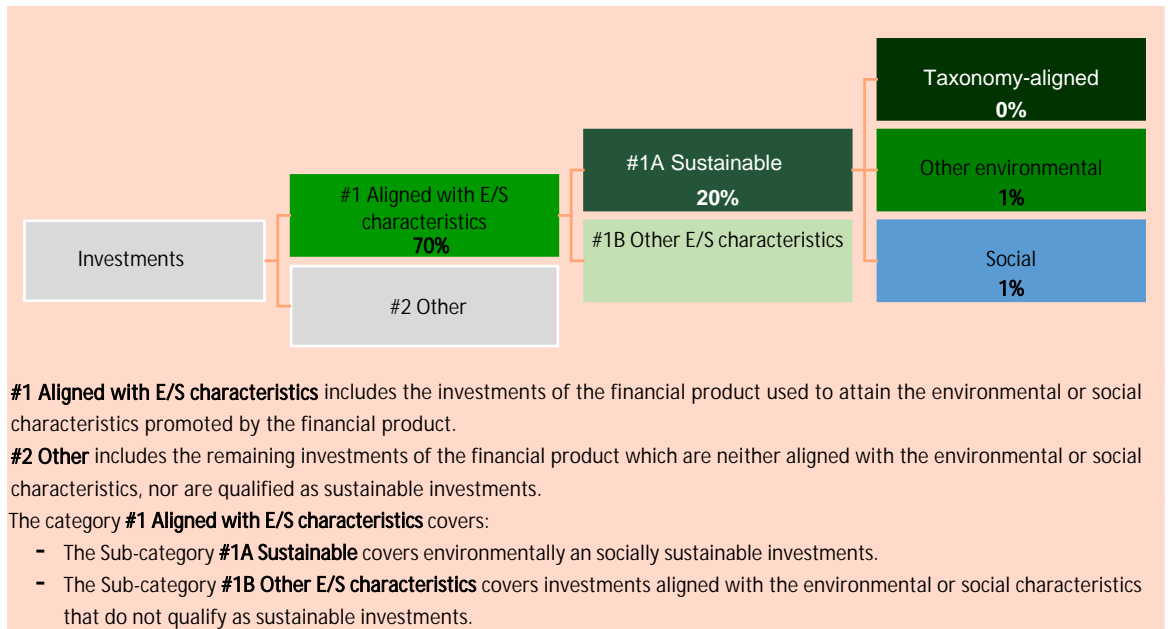 Investments
#1 Aligned with E/S
characteristics
70%
#2 Other
#1A Sustainable
20%
#1B Other E/S characteristics
Taxonomy-aligned
0%
Other environmental
1%
Social
1%
#1 Aligned with E/S characteristics includes the investments of the financial product used to attain the environmental or social
characteristics promoted by the financial product.
#2 Other includes the remaining investments of the financial product which are neither aligned with the environmental or social
characteristics, nor are qualified as sustainable investments.
The category #1 Aligned with E/S characteristics covers:
- The Sub-category #1A Sustainable covers environmentally an socially sustainable investments.
- The Sub-category #1B Other E/S characteristics covers investments aligned with the environmental or social characteristics
that do not qualify as sustainable investments.